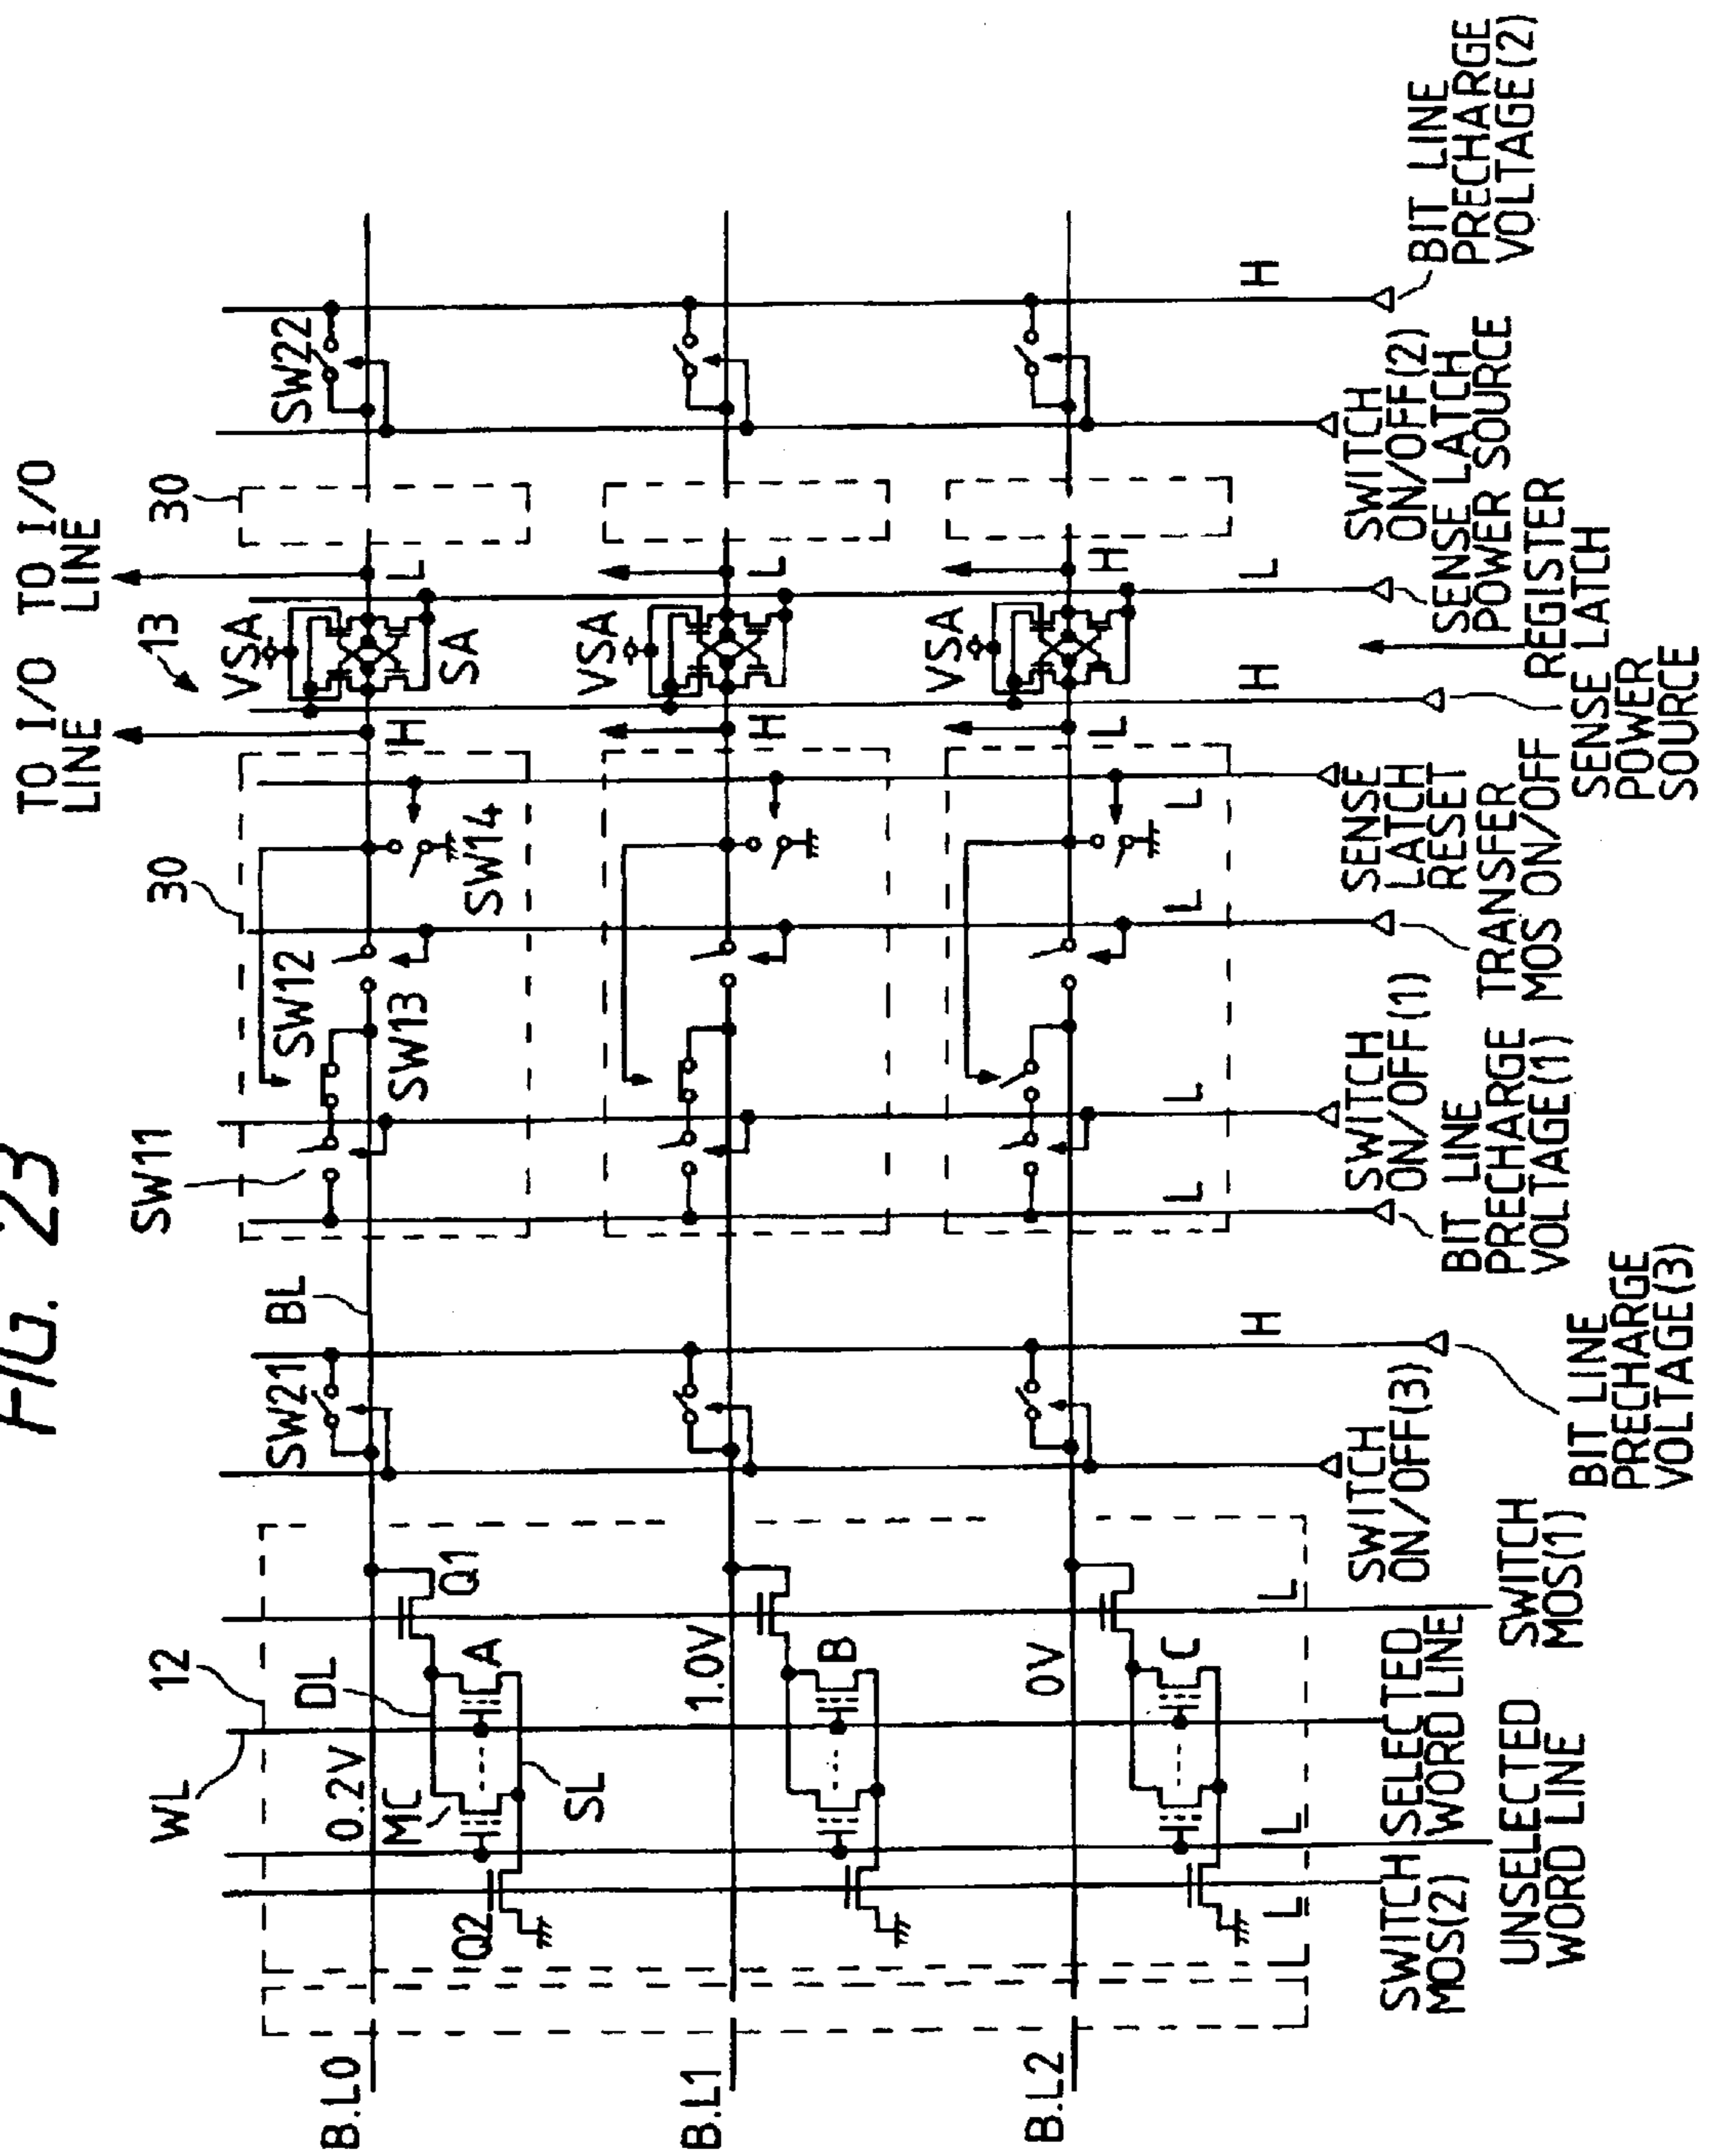 FIG. 23
TO I/O
LINE
TO I/O
LINE
13
WL
12
SW11
30
30
B.L0
0.2V
DL
MC
A
Q1
Q2
SL
SW21
BL
SW12
SW13
SW14
H
VSA
SA
L
SW22
B.L1
1.0V
B
H
VSA
L
B.L2
0V
C
L
VSA
H
L
L
L
H
L
L
L
L
H
L
H
SWITCH
MOS(2)
UNSELECTED
WORD LINE
SELECTED
WORD LINE
SWITCH
MOS(1)
SWITCH
ON/OFF(3)
BIT LINE
PRECHARGE
VOLTAGE(3)
BIT LINE
PRECHARGE
VOLTAGE(1)
SWITCH
ON/OFF(1)
TRANSFER
MOS ON/OFF
SENSE
LATCH
RESET
SENSE LATCH
POWER
SOURCE
REGISTER
SENSE LATCH
POWER SOURCE
SWITCH
ON/OFF(2)
BIT LINE
PRECHARGE
VOLTAGE(2)